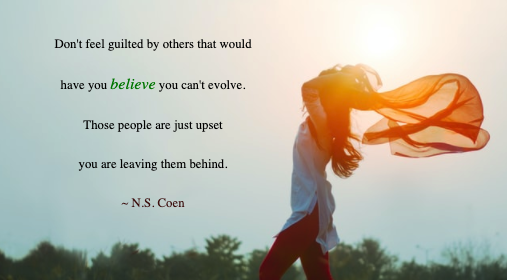 Don't feel guilted by others that would
have you believe you can't evolve.
Those people are just upset
you are leaving them behind.
~ N.S. Coen